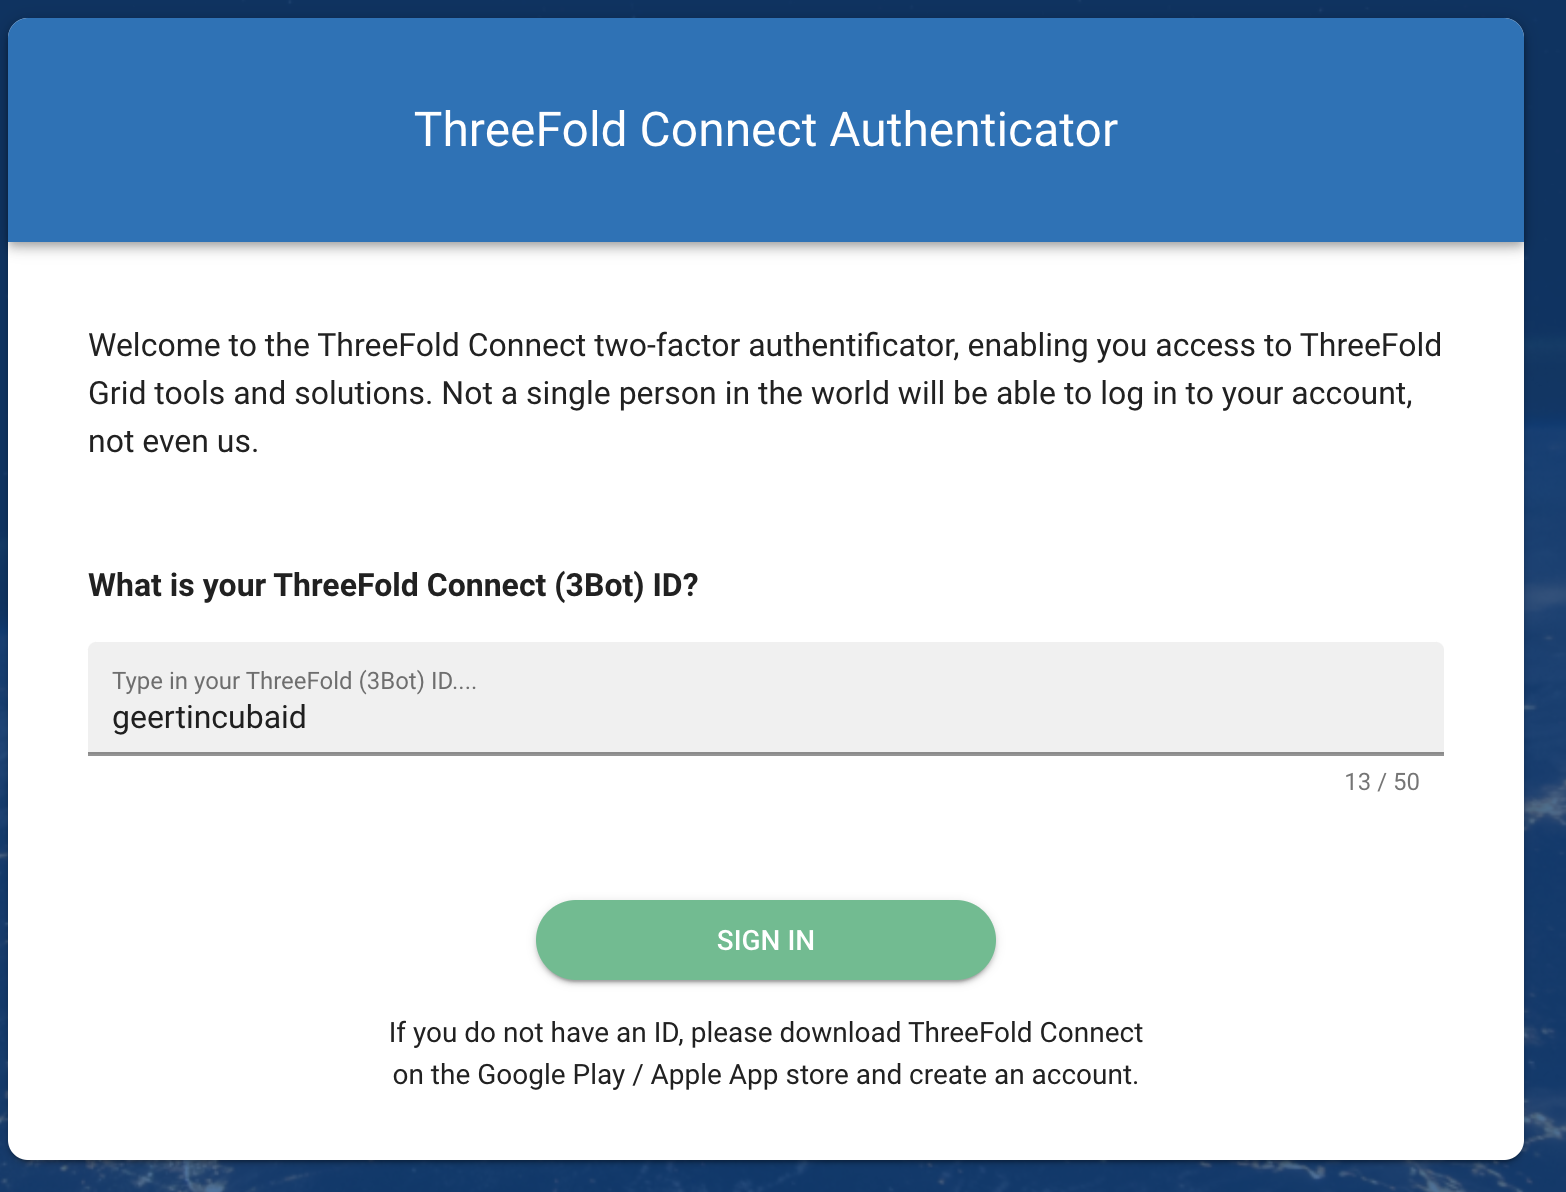 ThreeFold Connect Authenticator
Welcome to the ThreeFold Connect two-factor authentificator, enabling you access to ThreeFold
Grid tools and solutions. Not a single person in the world will be able to log in to your account,
not even us.
What is your ThreeFold Connect (3Bot) ID?
Type in your ThreeFold (3Bot) ID....
geertincubaid
13 / 50
SIGN IN
If you do not have an ID, please download ThreeFold Connect
on the Google Play / Apple App store and create an account.